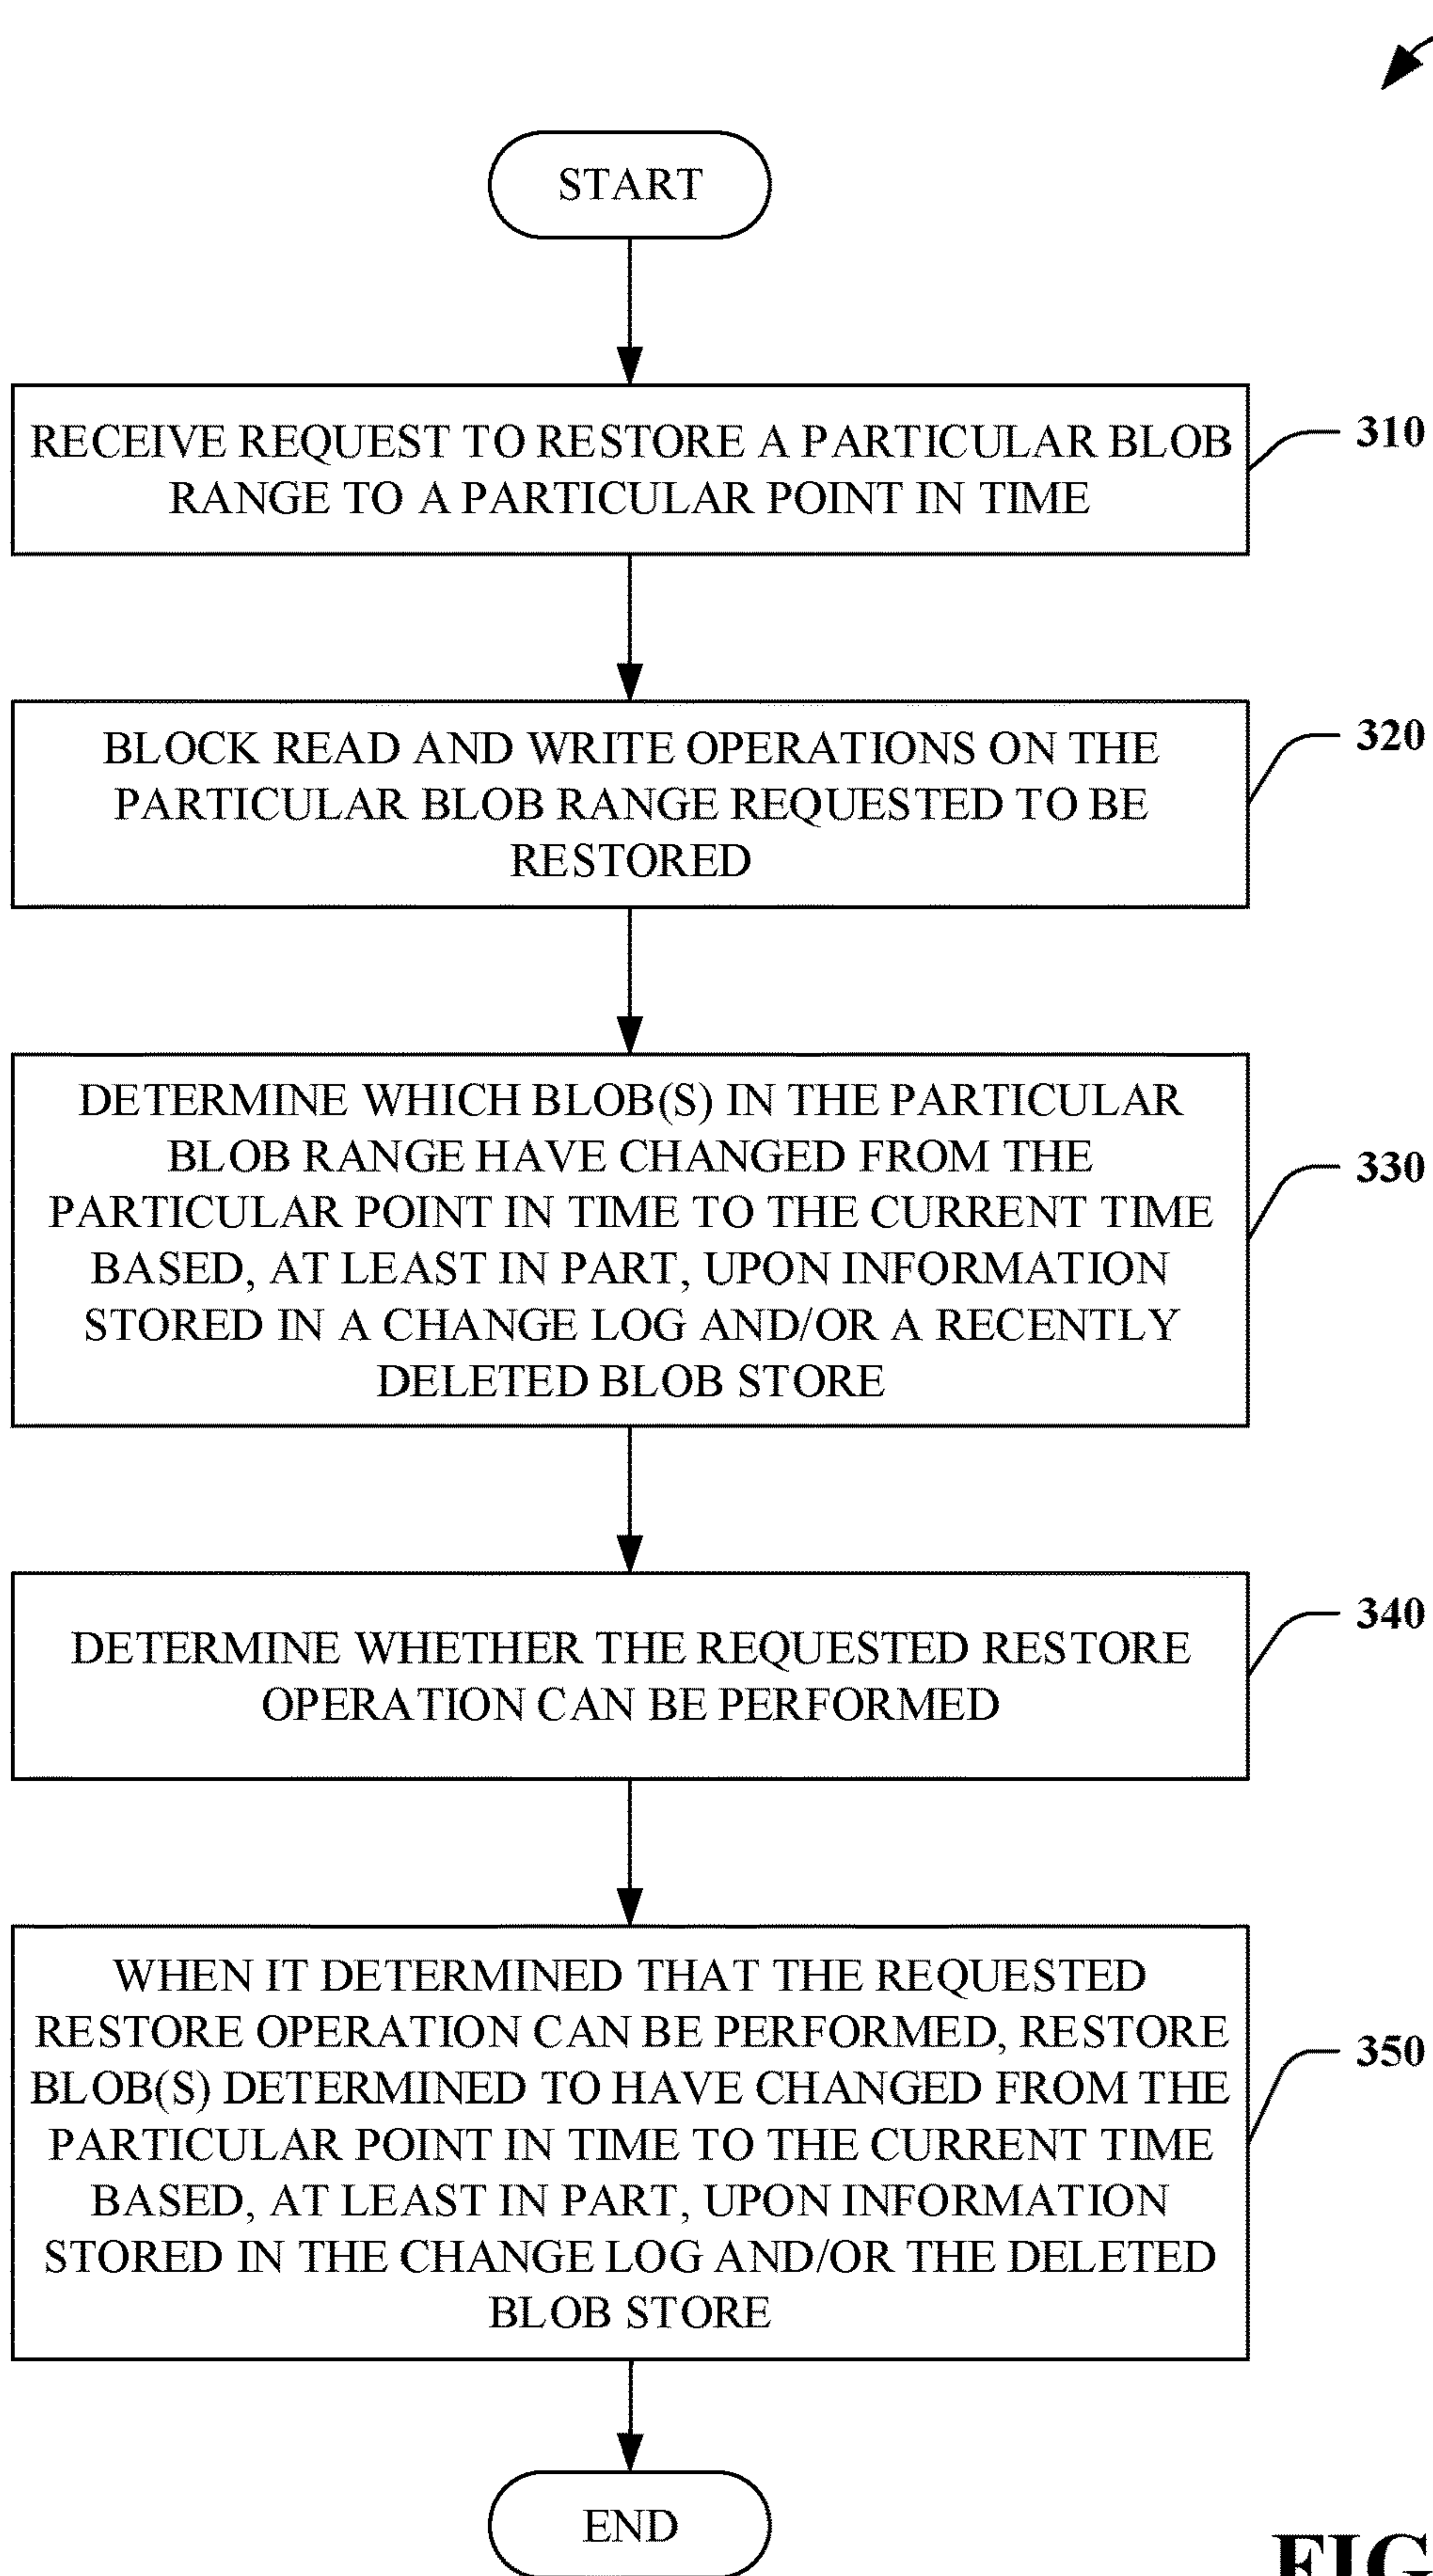 START
RECEIVE REQUEST TO RESTORE A PARTICULAR BLOB
RANGE TO A PARTICULAR POINT IN TIME
310
BLOCK READ AND WRITE OPERATIONS ON THE
PARTICULAR BLOB RANGE REQUESTED TO BE
RESTORED
320
DETERMINE WHICH BLOB(S) IN THE PARTICULAR
BLOB RANGE HAVE CHANGED FROM THE
PARTICULAR POINT IN TIME TO THE CURRENT TIME
BASED, AT LEAST IN PART, UPON INFORMATION
STORED IN A CHANGE LOG AND/OR A RECENTLY
DELETED BLOB STORE
330
DETERMINE WHETHER THE REQUESTED RESTORE
OPERATION CAN BE PERFORMED
340
WHEN IT DETERMINED THAT THE REQUESTED
RESTORE OPERATION CAN BE PERFORMED, RESTORE
BLOB(S) DETERMINED TO HAVE CHANGED FROM THE
PARTICULAR POINT IN TIME TO THE CURRENT TIME
BASED, AT LEAST IN PART, UPON INFORMATION
STORED IN THE CHANGE LOG AND/OR THE DELETED
BLOB STORE
350
END
FIG